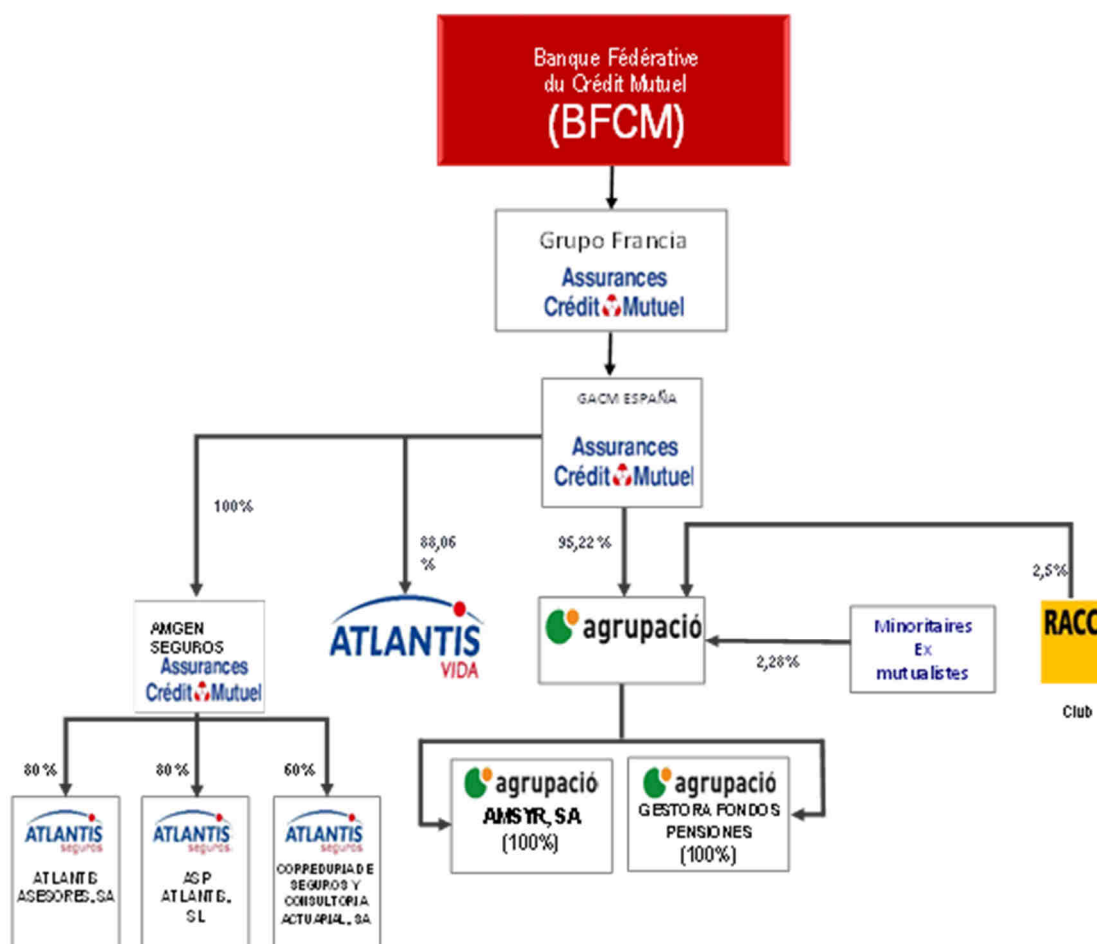 Banque Fédérative
du Crédit Mutuel
(BFCM)
Grupo Francia
Assurances
Crédit Mutuel
GACM ESPAÑA
Assurances
Crédit Mutuel
100%
88,06
%
95,22%
2,5%
AMGEN
SEGUROS
Assurances
Crédit Mutuel
ATLANTIS
VIDA
agrupació
2,28%
Minoritaires
Ex
mutualistes
RACC
Club
80%
80%
60%
ATLANTIS
seguros
ATLANTIS
ASESORES, SA
ATLANTIS
seguros
ASP
ATLANTIS,
SL
ATLANTIS
seguros
CORREDURIA DE
SEGUROS Y
CONSULTORIA
ACTUARIAL, SA
agrupació
AMSYR, SA
(100%)
agrupació
GESTORA FONDOS
PENSIONES
(100%)